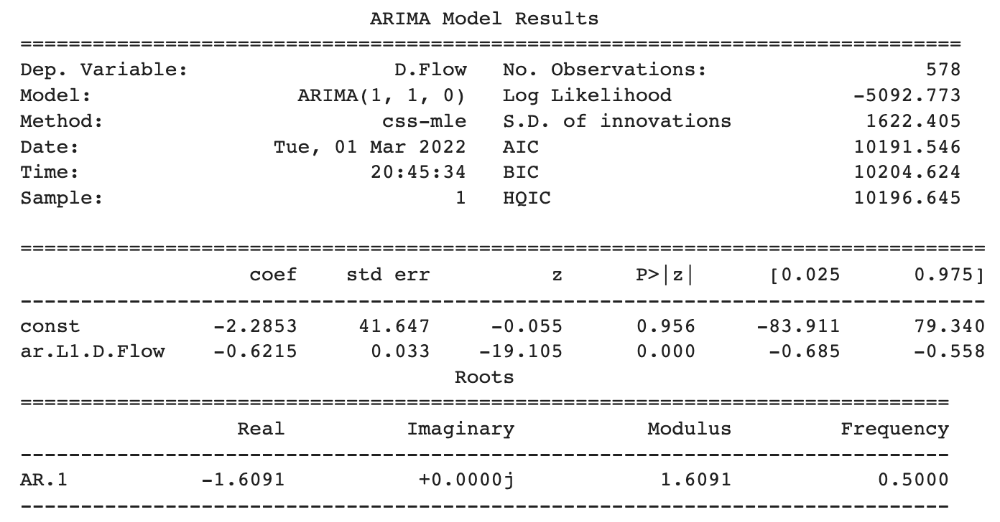 ARIMA Model Results
==============================================================================
Dep. Variable:                 D.Flow   No. Observations:                  578
Model:                 ARIMA(1, 1, 0)   Log Likelihood               -5092.773
Method:                       css-mle   S.D. of innovations           1622.405
Date:                Tue, 01 Mar 2022   AIC                          10191.546
Time:                        20:45:34   BIC                          10204.624
Sample:                             1   HQIC                         10196.645
================================================================================
                   coef    std err          z      P>|z|      [0.025      0.975]
--------------------------------------------------------------------------------
const           -2.2853     41.647     -0.055      0.956     -83.911      79.340
ar.L1.D.Flow    -0.6215      0.033    -19.105      0.000      -0.685      -0.558
                                    Roots
=============================================================================
                  Real          Imaginary           Modulus         Frequency
-----------------------------------------------------------------------------
AR.1           -1.6091           +0.0000j            1.6091            0.5000
-----------------------------------------------------------------------------